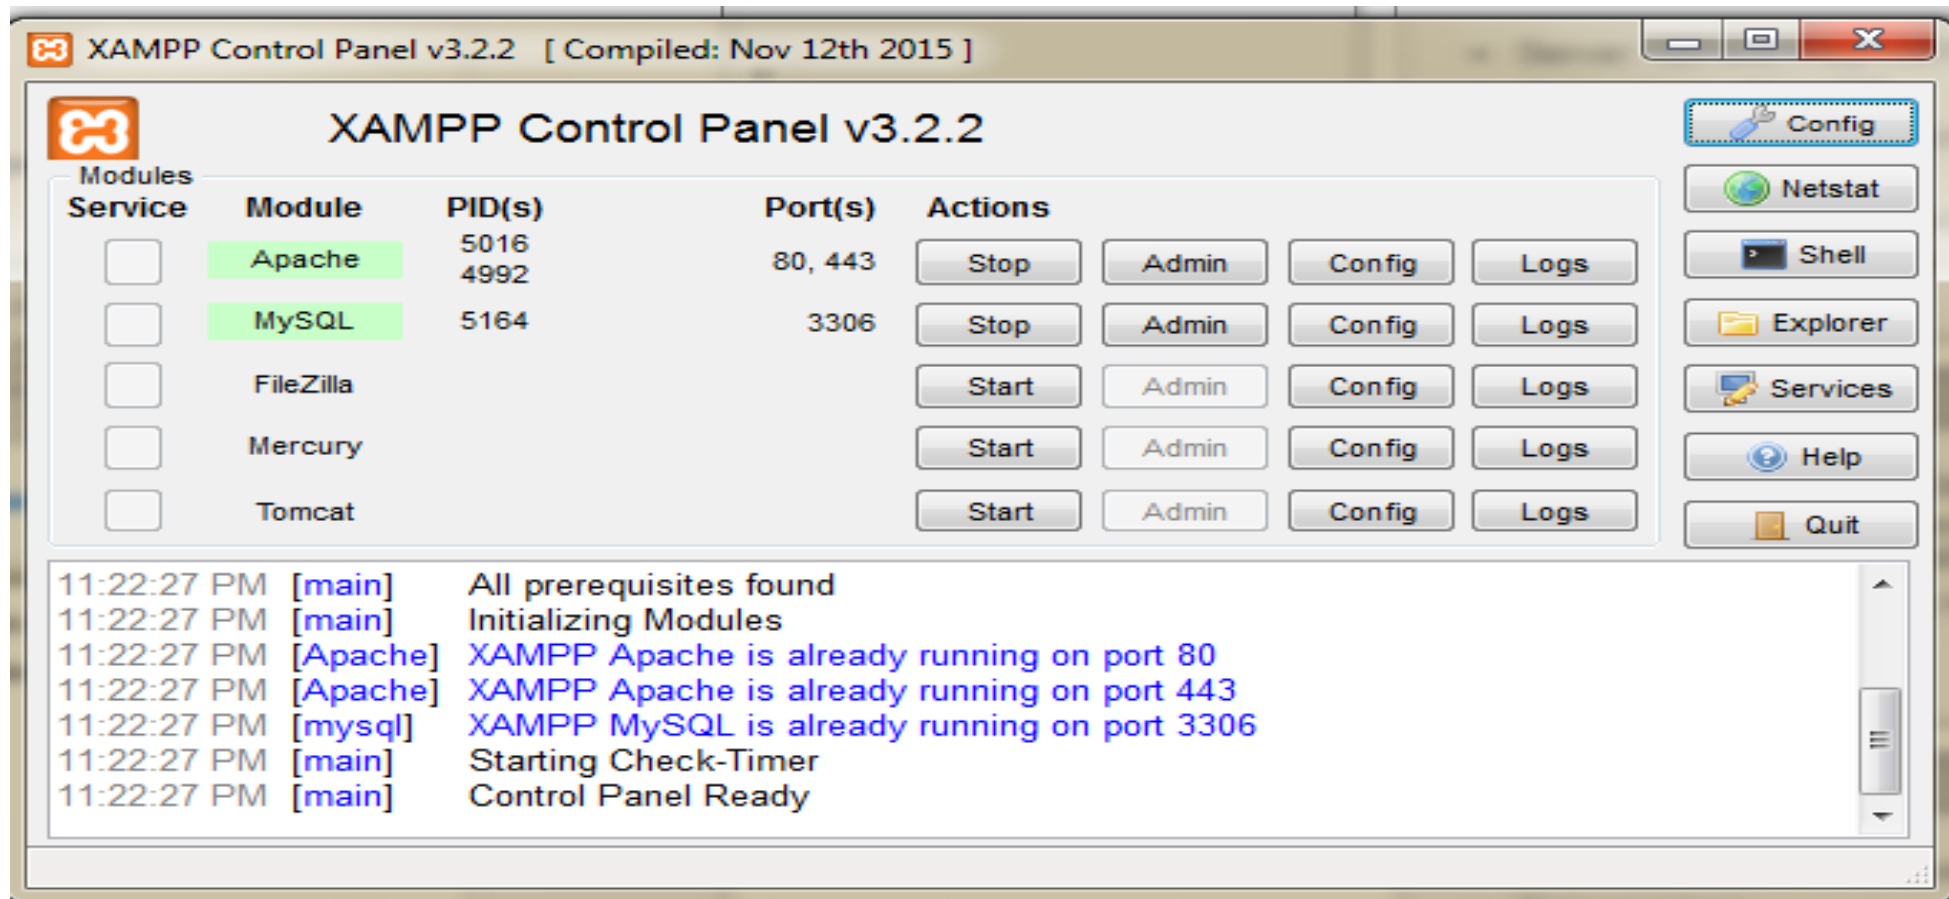 XAMPP Control Panel v3.2.2 [ Compiled: Nov 12th 2015 ]
XAMPP Control Panel v3.2.2
Config
Modules
Netstat
Service Module PID(s) Port(s) Actions
Apache 5016 4992 80, 443 Stop Admin Config Logs
Shell
MySQL 5164 3306 Stop Admin Config Logs
Explorer
FileZilla Start Admin Config Logs
Services
Mercury Start Admin Config Logs
Help
Tomcat Start Admin Config Logs
Quit
11:22:27 PM [main] All prerequisites found
11:22:27 PM [main] Initializing Modules
11:22:27 PM [Apache] XAMPP Apache is already running on port 80
11:22:27 PM [Apache] XAMPP Apache is already running on port 443
11:22:27 PM [mysql] XAMPP MySQL is already running on port 3306
11:22:27 PM [main] Starting Check-Timer
11:22:27 PM [main] Control Panel Ready